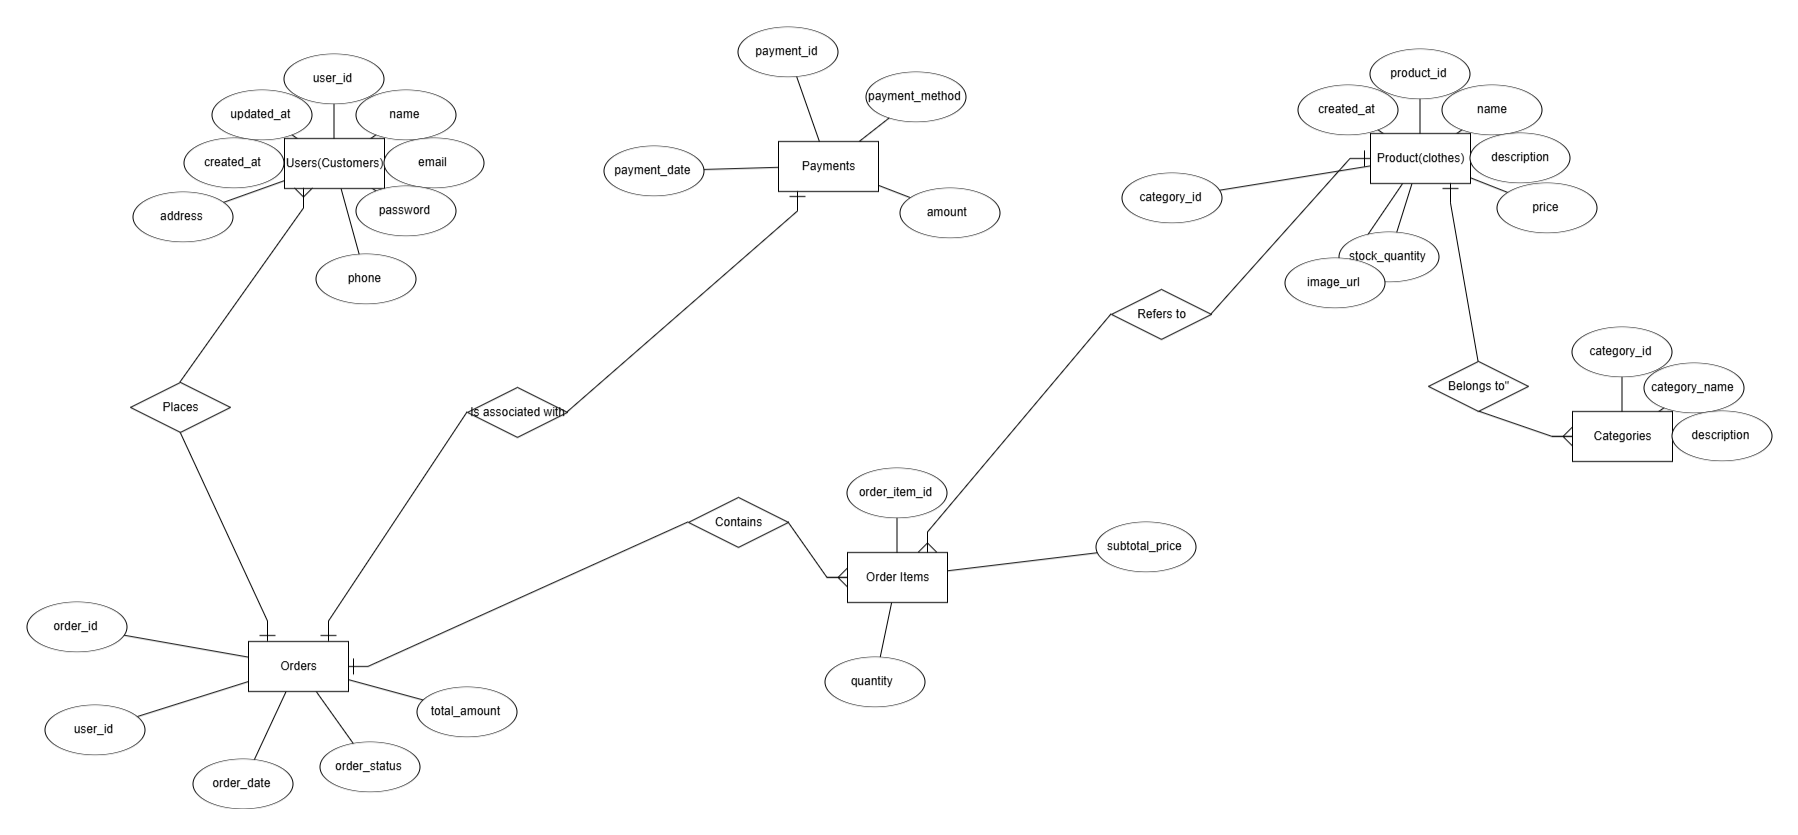 user_id
updated_at
name
created_at
Users(Customers)
email
address
password
phone
payment_id
payment_method
payment_date
Payments
amount
product_id
created_at
name
Product(clothes)
description
category_id
price
stock_quantity
image_url
Refers to
Places
Is associated with
Belongs to"
category_id
category_name
Categories
description
Contains
order_item_id
subtotal_price
Order Items
quantity
order_id
Orders
user_id
total_amount
order_date
order_status